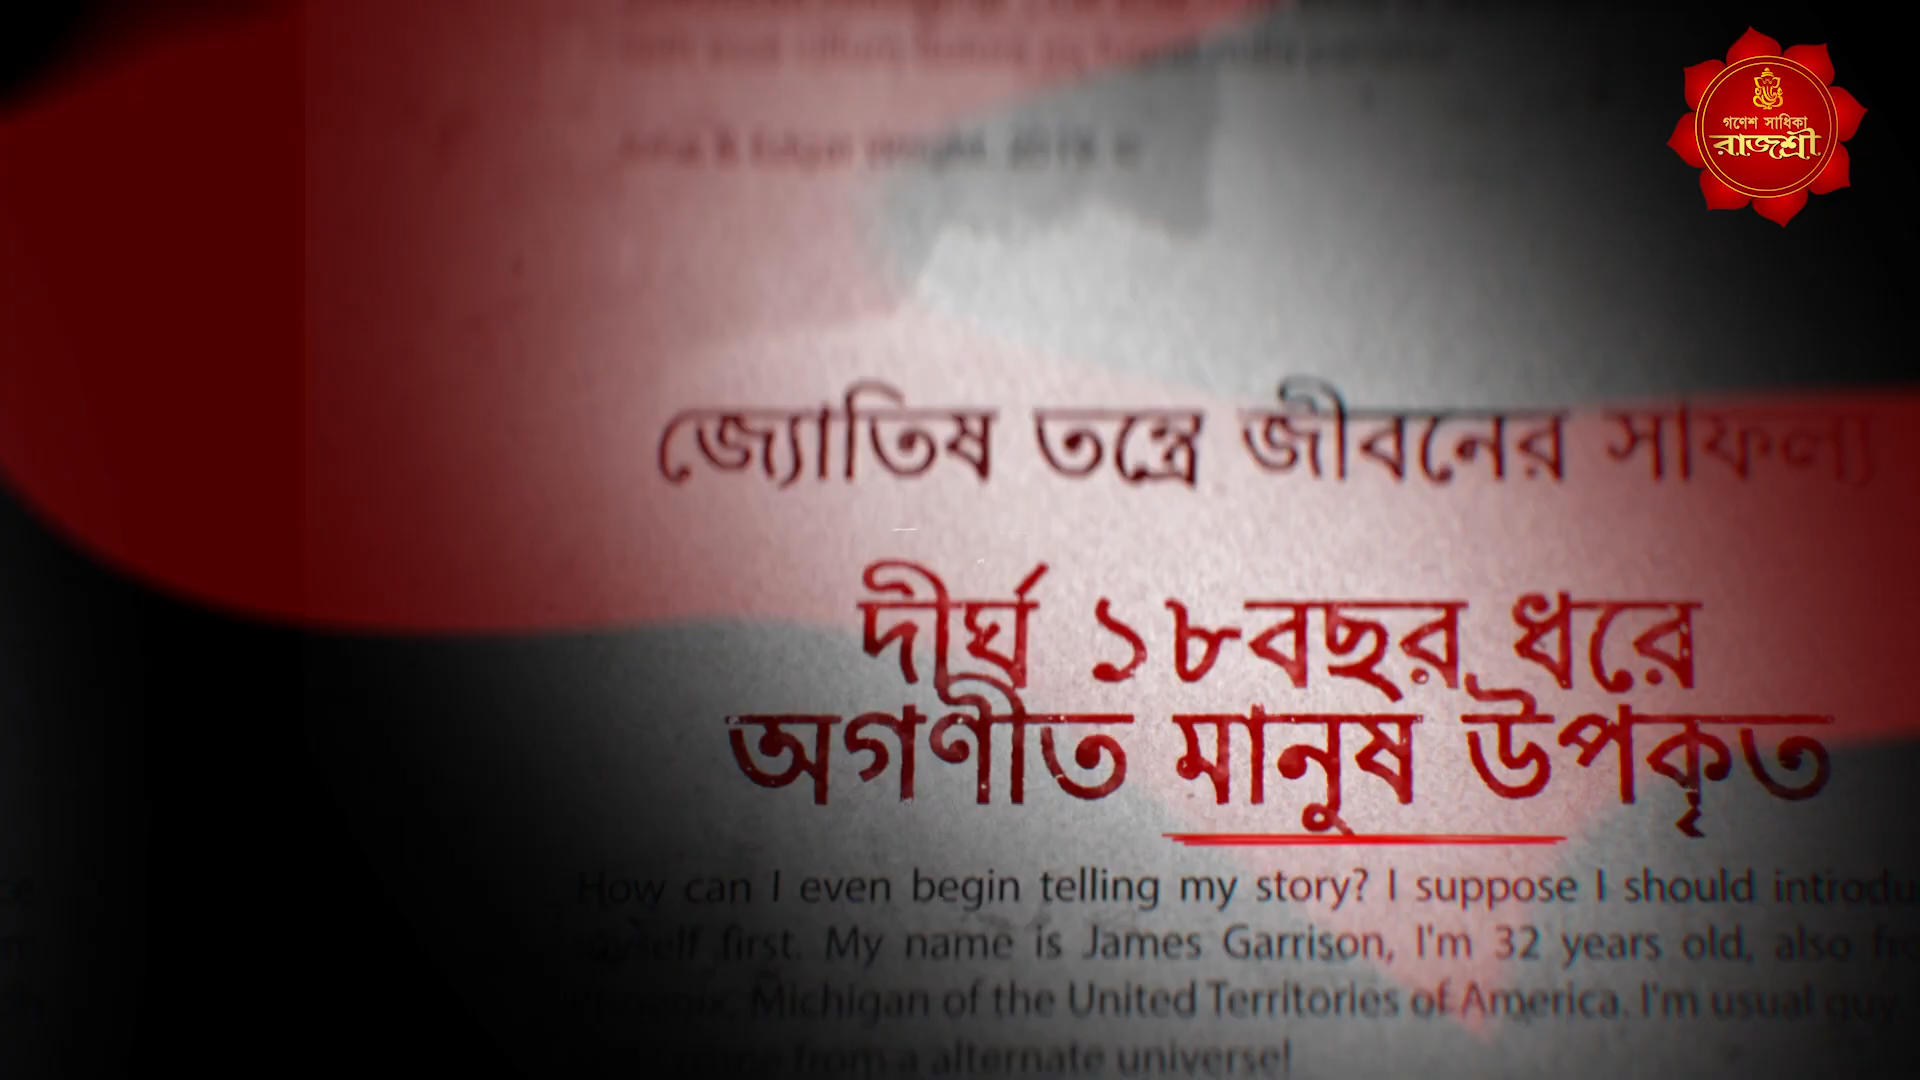 গণেশ সাধিকা
রাজশ্রী
জ্যোতিষ তন্ত্রে জীবনের সাফল্য
দীর্ঘ ১৮বছর ধরে
অগণীত মানুষ উপকৃত
How can I even begin telling my story? I suppose I should introdu
first. My name is James Garrison, I'm 32 years old, also
Michigan of the United Territories of America. I'm usual guy
from a alternate universe!